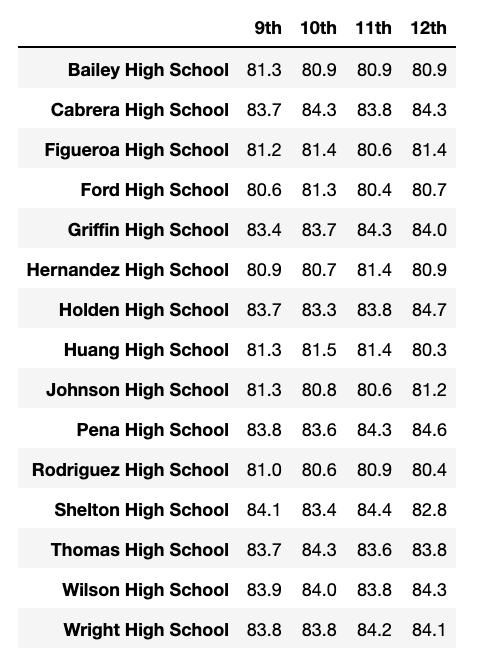 9th 10th 11th 12th
Bailey High School 81.3 80.9 80.9 80.9
Cabrera High School 83.7 84.3 83.8 84.3
Figueroa High School 81.2 81.4 80.6 81.4
Ford High School 80.6 81.3 80.4 80.7
Griffin High School 83.4 83.7 84.3 84.0
Hernandez High School 80.9 80.7 81.4 80.9
Holden High School 83.7 83.3 83.8 84.7
Huang High School 81.3 81.5 81.4 80.3
Johnson High School 81.3 80.8 80.6 81.2
Pena High School 83.8 83.6 84.3 84.6
Rodriguez High School 81.0 80.6 80.9 80.4
Shelton High School 84.1 83.4 84.4 82.8
Thomas High School 83.7 84.3 83.6 83.8
Wilson High School 83.9 84.0 83.8 84.3
Wright High School 83.8 83.8 84.2 84.1